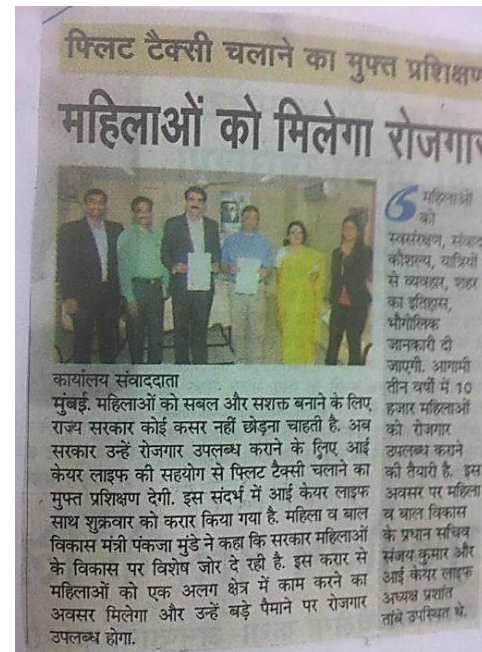 फ्लिट टैक्सी चलाने का मुफ्त प्रशिक्षण
महिलाओं को मिलेगा रोजगार
कार्यालय संवाददाता
मुंबई. महिलाओं को सबल और सशक्त बनाने के लिए
राज्य सरकार कोई कसर नहीं छोड़ना चाहती है. अब
सरकार उन्हें रोजगार उपलब्ध कराने के लिए आई
केयर लाइफ की सहयोग से फ्लिट टैक्सी चलाने का
मुफ्त प्रशिक्षण देगी. इस संदर्भ में आई केयर लाइफ
साथ शुक्रवार को करार किया गया है. महिला व बाल
विकास मंत्री पंकजा मुंडे ने कहा कि सरकार महिलाओं
के विकास पर विशेष जोर दे रही है. इस करार से
महिलाओं को एक अलग क्षेत्र में काम करने का
अवसर मिलेगा और उन्हें बड़े पैमाने पर रोजगार
उपलब्ध होगा.
महिलाओं
को
स्वसंरक्षण, संवाद
कौशल्य, यात्रियों
से व्यवहार, शहर
का इतिहास,
भौगोलिक
जानकारी दी
जाएगी. आगामी
तीन वर्षों में 10
हजार महिलाओं
को रोजगार
उपलब्ध कराने
की तैयारी है. इस
अवसर पर महिला
व बाल विकास
के प्रधान सचिव
संजय कुमार और
आई केयर लाइफ
अध्यक्ष प्रशांत
तांबे उपस्थित थे.